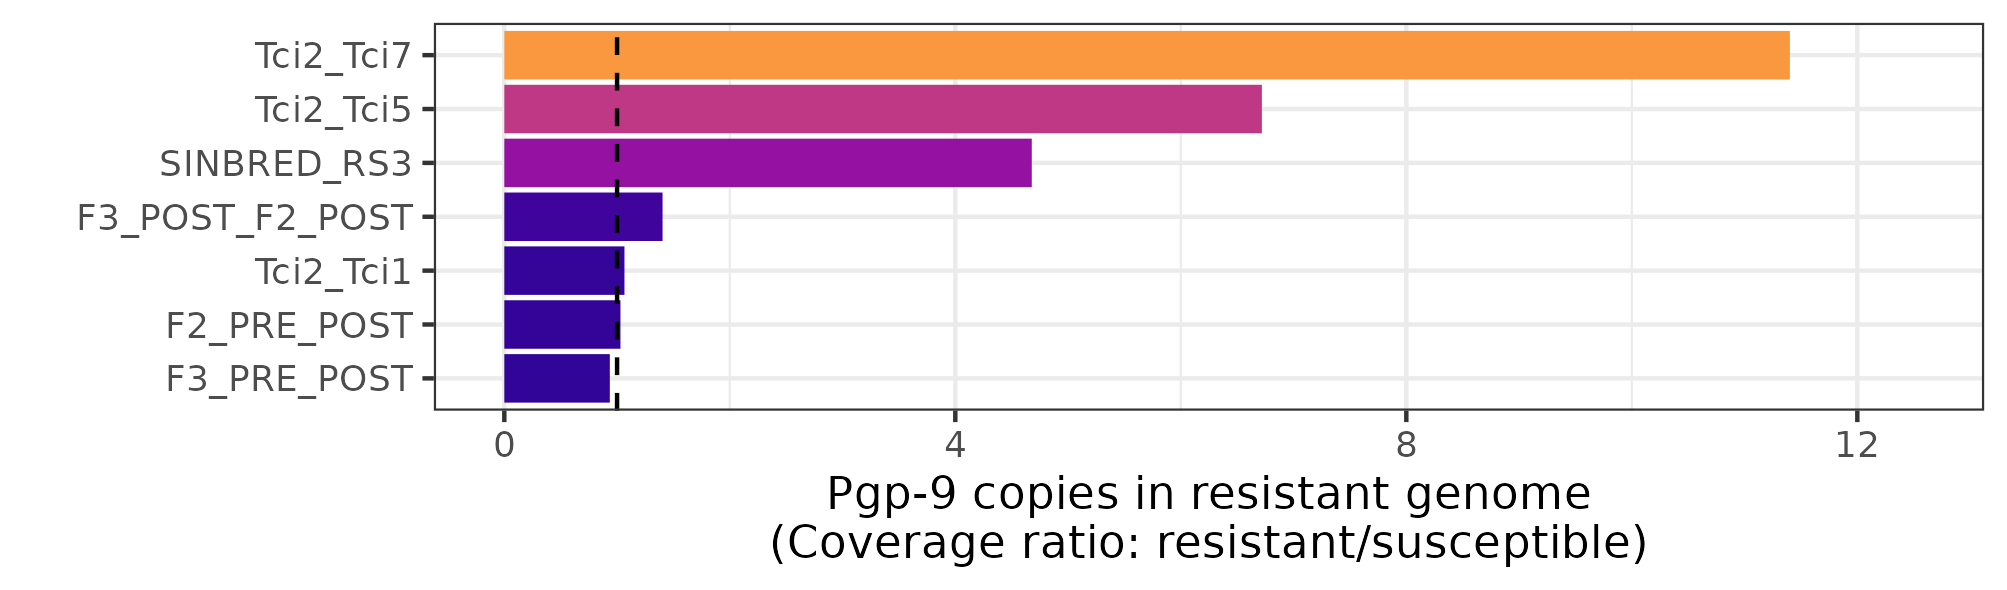 Tci2_Tci7
Tci2_Tci5
SINBRED_RS3
F3_POST_F2_POST
Tci2_Tci1
F2_PRE_POST
F3_PRE_POST
0 4 8 12
Pgp-9 copies in resistant genome
(Coverage ratio: resistant/susceptible)